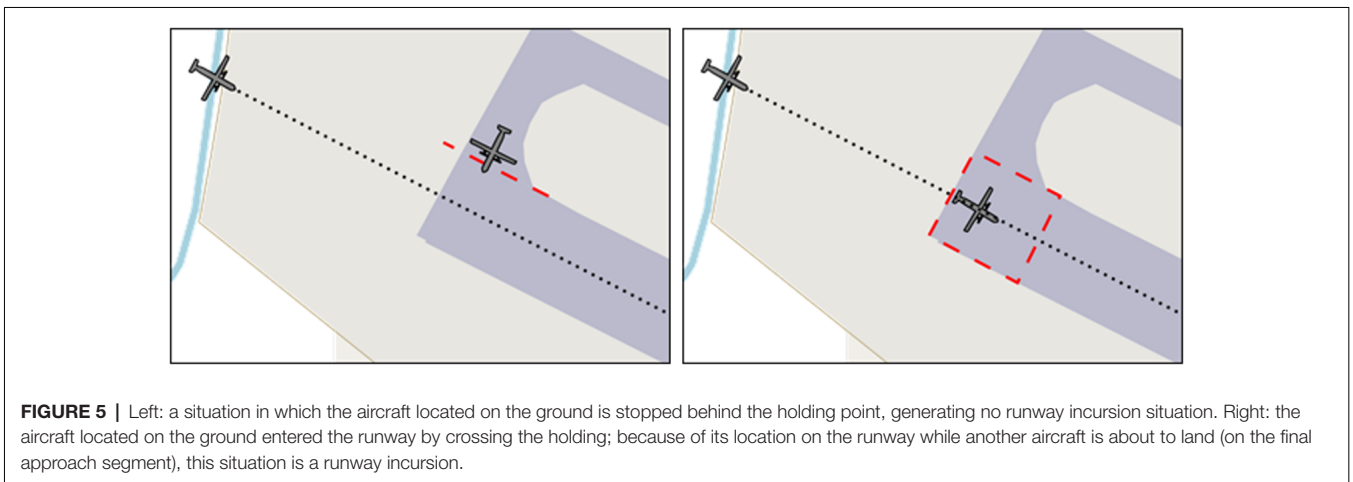 FIGURE 5 | Left: a situation in which the aircraft located on the ground is stopped behind the holding point, generating no runway incursion situation. Right: the
aircraft located on the ground entered the runway by crossing the holding; because of its location on the runway while another aircraft is about to land (on the final
approach segment), this situation is a runway incursion.